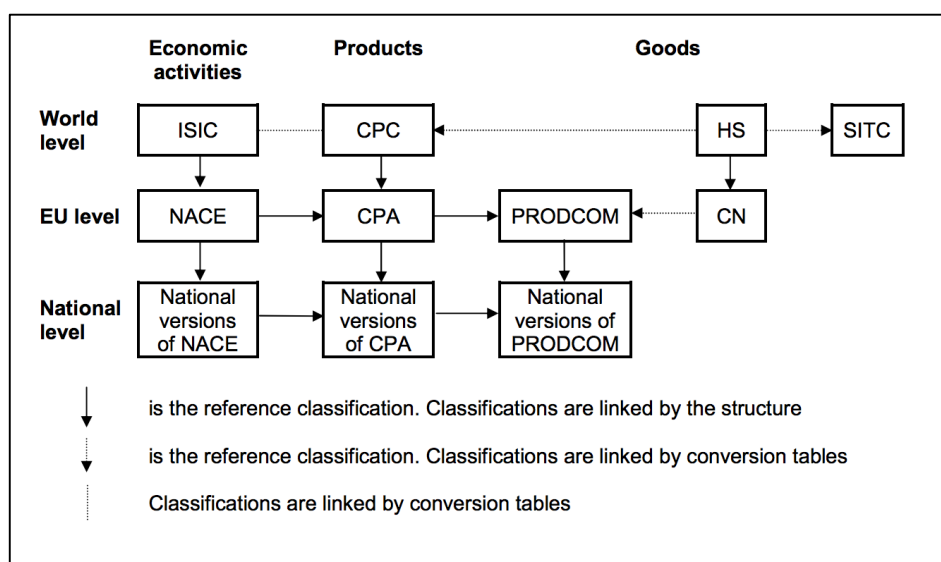 Economic activities
Products
Goods
World level
ISIC
CPC
HS
SITC
EU level
NACE
CPA
PRODCOM
CN
National level
National versions of NACE
National versions of CPA
National versions of PRODCOM
is the reference classification. Classifications are linked by the structure
is the reference classification. Classifications are linked by conversion tables
Classifications are linked by conversion tables